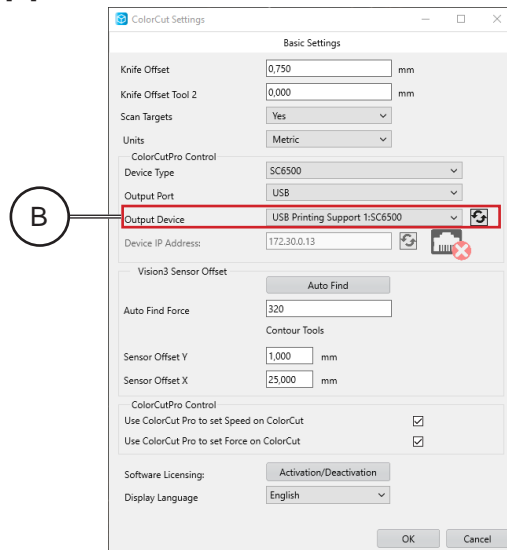 ColorCut Settings
Basic Settings
Knife Offset 0,750 mm
Knife Offset Tool 2 0,000 mm
Scan Targets Yes
Units Metric
ColorCutPro Control
Device Type SC6500
Output Port USB
B Output Device USB Printing Support 1:SC6500
Device IP Address: 172.30.0.13
Vision3 Sensor Offset
Auto Find
Auto Find Force 320
Contour Tools
Sensor Offset Y 1,000 mm
Sensor Offset X 25,000 mm
ColorCutPro Control
Use ColorCut Pro to set Speed on ColorCut
Use ColorCut Pro to set Force on ColorCut
Software Licensing: Activation/Deactivation
Display Language English
OK Cancel